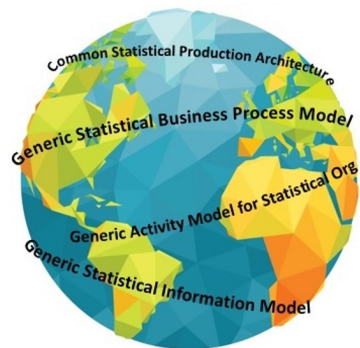 Common Statistical Production Architecture
Generic Statistical Business Process Model
Generic Activity Model for Statistical Org
Generic Statistical Information Model